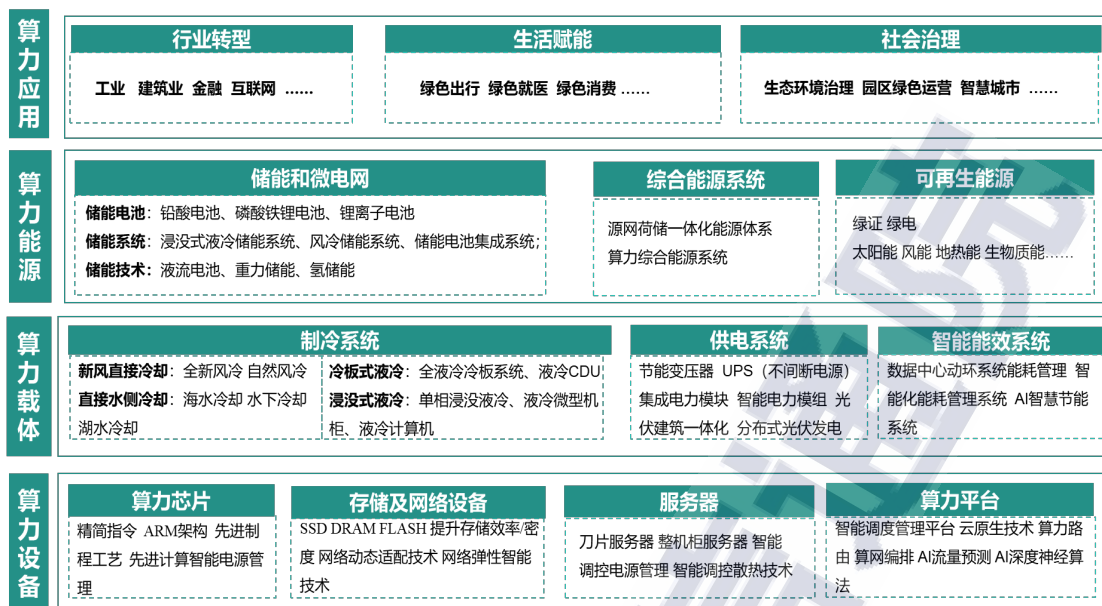 算力应用
行业转型
工业 建筑业 金融 互联网 ……
生活赋能
绿色出行 绿色就医 绿色消费 ……
社会治理
生态环境治理 园区绿色运营 智慧城市 ……
算力能源
储能和微电网
储能电池：铅酸电池、磷酸铁锂电池、锂离子电池
储能系统：浸没式液冷储能系统、风冷储能系统、储能电池集成系统；
储能技术：液流电池、重力储能、氢储能
综合能源系统
源网荷储一体化能源体系
算力综合能源系统
可再生能源
绿证 绿电
太阳能 风能 地热能 生物质能……
算力载体
制冷系统
新风直接冷却：全新风冷 自然风冷
直接水侧冷却：海水冷却 水下冷却
湖水冷却
冷板式液冷：全液冷冷板系统、液冷CDU
浸没式液冷：单相浸没液冷、液冷微型机
柜、液冷计算机
供电系统
节能变压器 UPS（不间断电源）
集成电力模块 智能电力模组 光
伏建筑一体化 分布式光伏发电
智能能效系统
数据中心动环系统能耗管理 智
能化能耗管理系统 AI智慧节能
系统
算力设备
算力芯片
精简指令 ARM架构 先进制
程工艺 先进计算智能电源管
理
存储及网络设备
SSD DRAM FLASH 提升存储效率/密
度 网络动态适配技术 网络弹性智能
技术
服务器
刀片服务器 整机柜服务器 智能
调控电源管理 智能调控散热技术
算力平台
智能调度管理平台 云原生技术 算力路
由 算网编排 AI流量预测 AI深度神经算
法